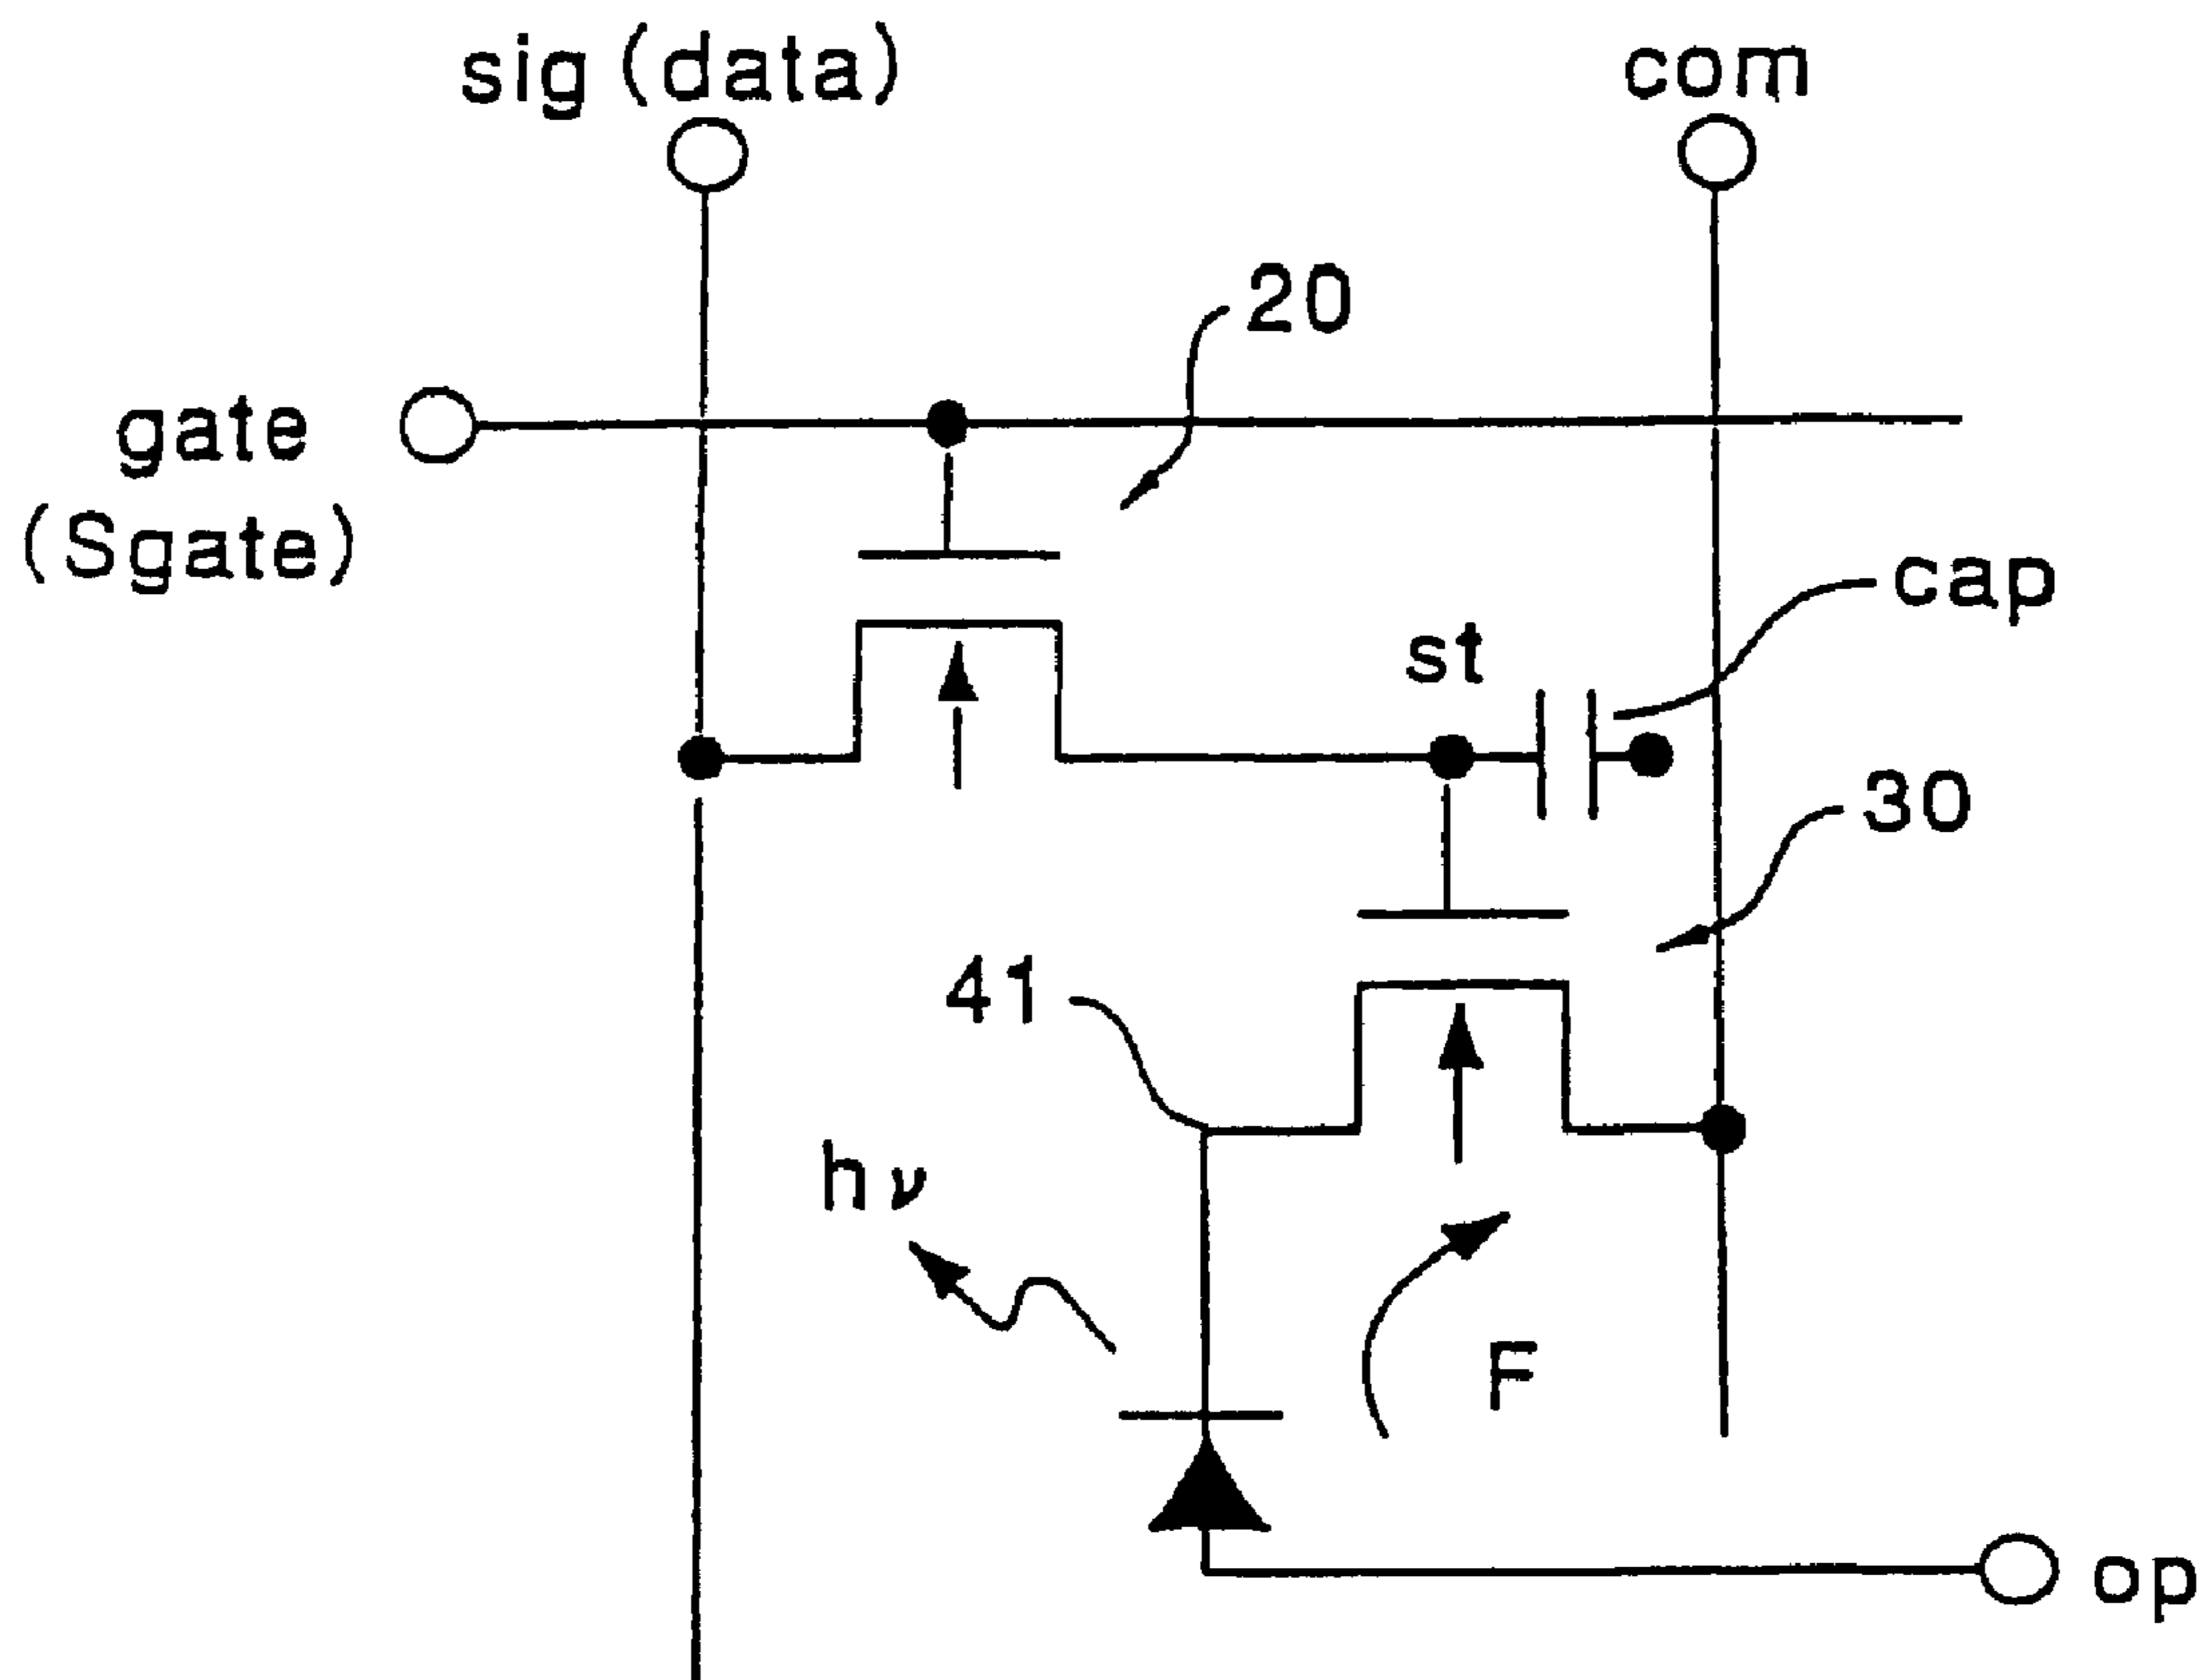 sig (data)
com
20
gate
(Sgate)
cap
st
30
41
hν
F
op